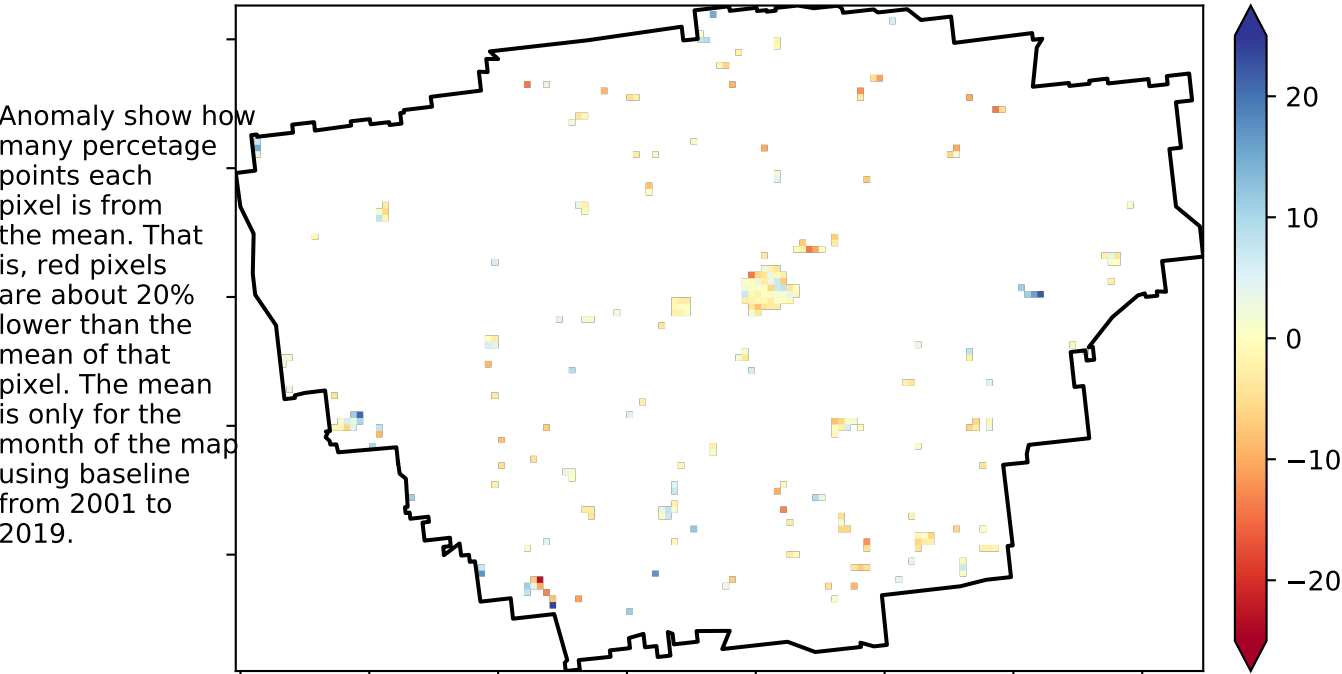 Anomaly show how
many percetage
points each
pixel is from
the mean. That
is, red pixels
are about 20%
lower than the
mean of that
pixel. The mean
is only for the
month of the map
using baseline
from 2001 to
2019.
20
10
0
−10
−20